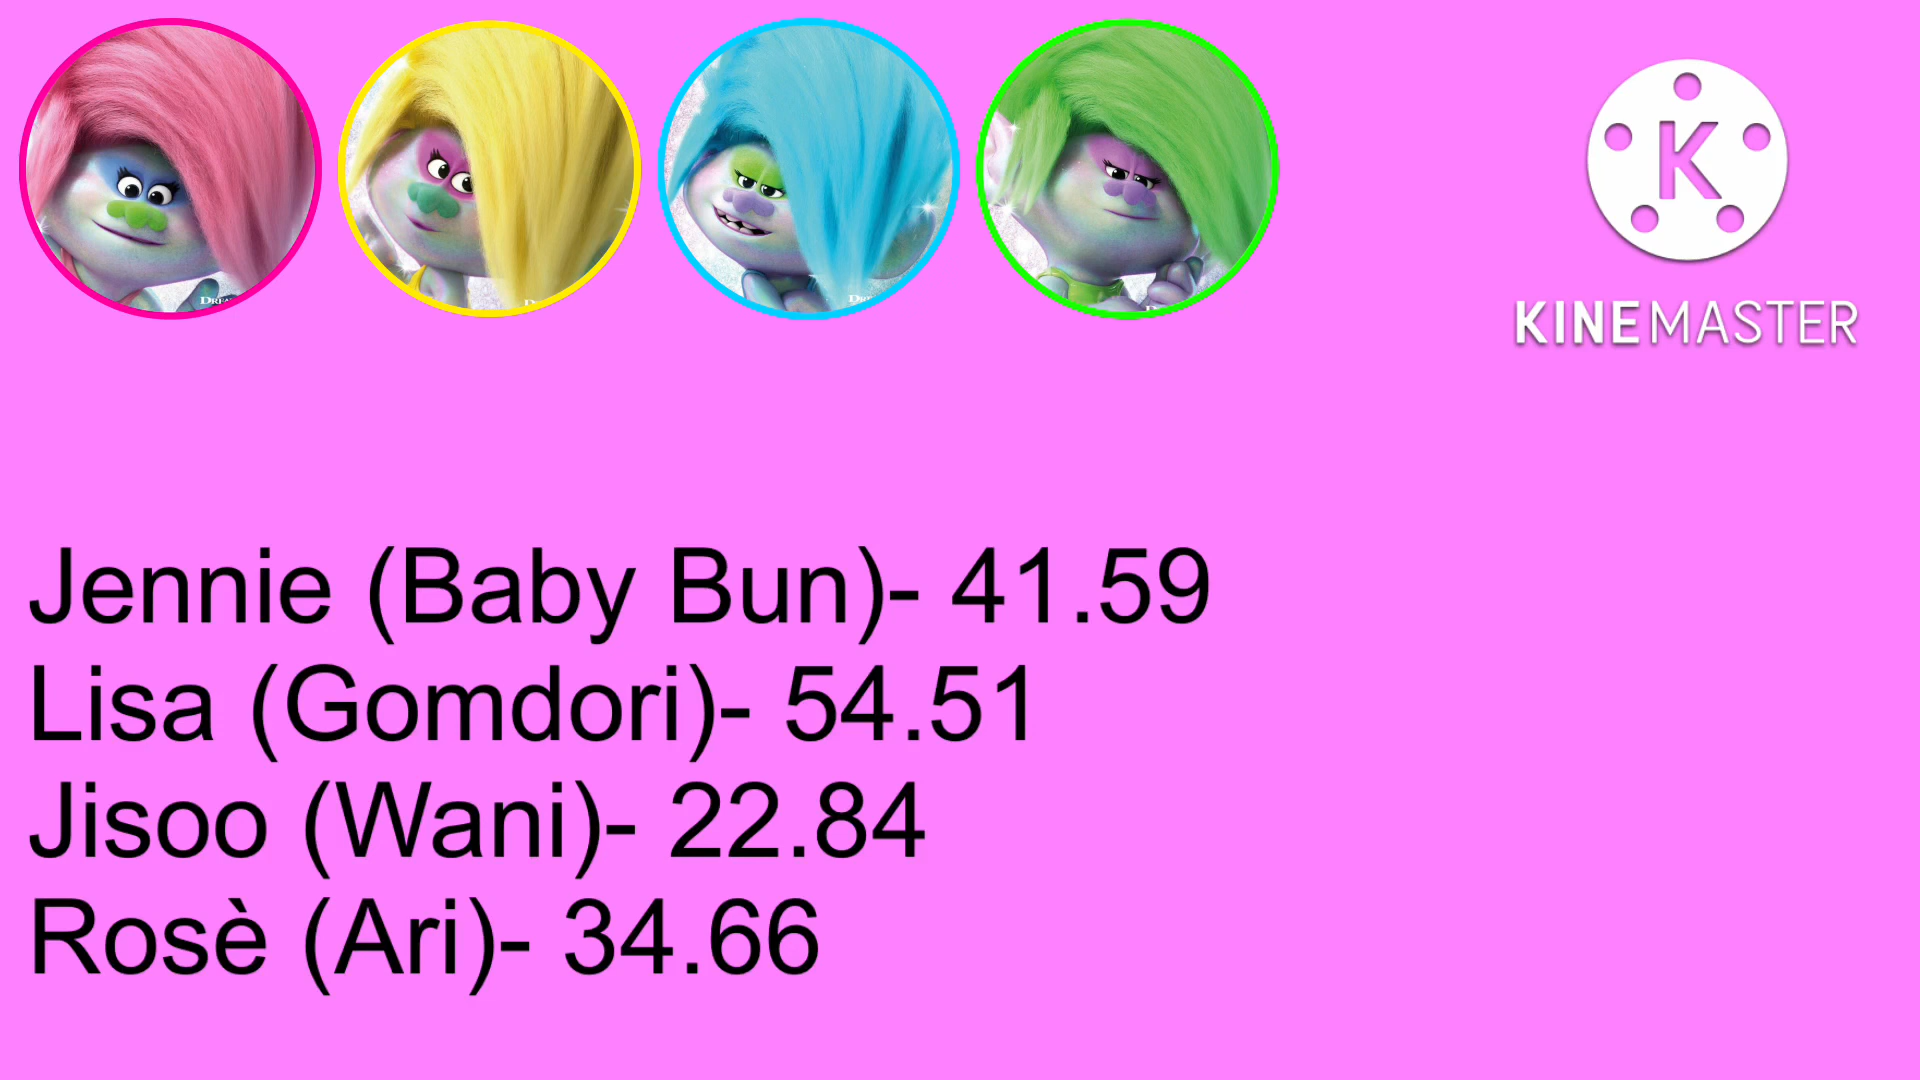 K
KINEMASTER
Jennie (Baby Bun)- 41.59
Lisa (Gomdori)- 54.51
Jisoo (Wani)- 22.84
Rosè (Ari)- 34.66